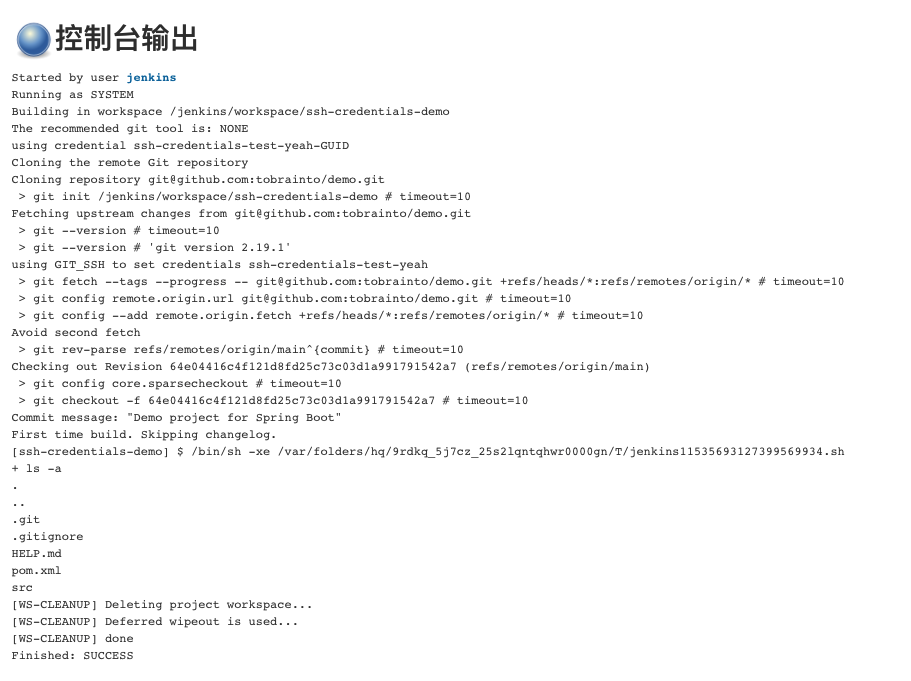 控制台输出
Started by user jenkins
Running as SYSTEM
Building in workspace /jenkins/workspace/ssh-credentials-demo
The recommended git tool is: NONE
using credential ssh-credentials-test-yeah-GUID
Cloning the remote Git repository
Cloning repository git@github.com:tobrainto/demo.git
 > git init /jenkins/workspace/ssh-credentials-demo # timeout=10
Fetching upstream changes from git@github.com:tobrainto/demo.git
 > git --version # timeout=10
 > git --version # 'git version 2.19.1'
using GIT_SSH to set credentials ssh-credentials-test-yeah
 > git fetch --tags --progress -- git@github.com:tobrainto/demo.git +refs/heads/*:refs/remotes/origin/* # timeout=10
 > git config remote.origin.url git@github.com:tobrainto/demo.git # timeout=10
 > git config --add remote.origin.fetch +refs/heads/*:refs/remotes/origin/* # timeout=10
Avoid second fetch
 > git rev-parse refs/remotes/origin/main^{commit} # timeout=10
Checking out Revision 64e04416c4f121d8fd25c73c03d1a991791542a7 (refs/remotes/origin/main)
 > git config core.sparsecheckout # timeout=10
 > git checkout -f 64e04416c4f121d8fd25c73c03d1a991791542a7 # timeout=10
Commit message: "Demo project for Spring Boot"
First time build. Skipping changelog.
[ssh-credentials-demo] $ /bin/sh -xe /var/folders/hq/9rdkq_5j7cz_25s2lqntqhwr0000gn/T/jenkins11535693127399569934.sh
+ ls -a
.
..
.git
.gitignore
HELP.md
pom.xml
src
[WS-CLEANUP] Deleting project workspace...
[WS-CLEANUP] Deferred wipeout is used...
[WS-CLEANUP] done
Finished: SUCCESS